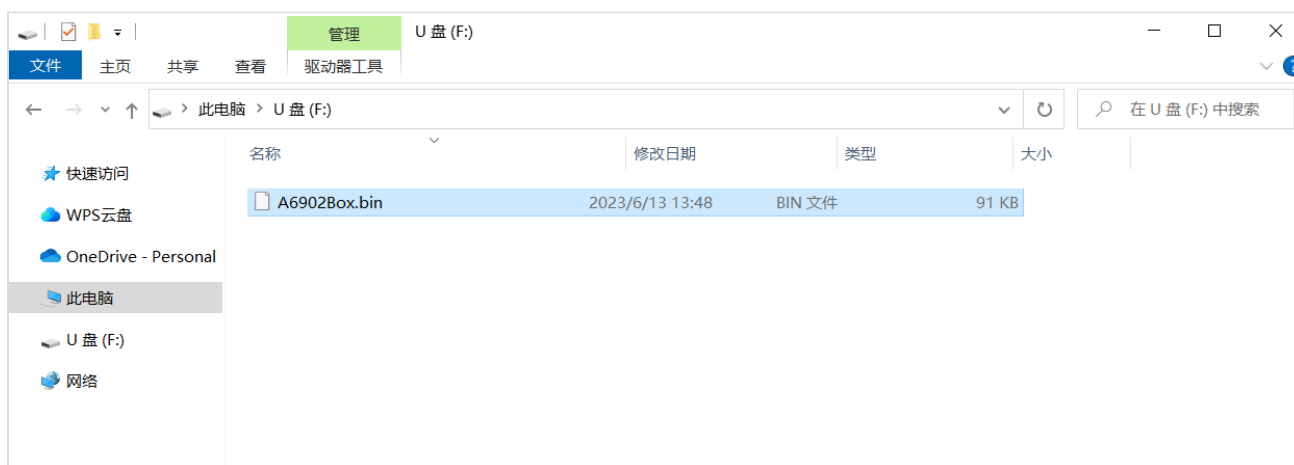 管理 U 盘 (F:)
文件 主页 共享 查看 驱动器工具
此电脑 U 盘 (F:) 在 U 盘 (F:) 中搜索
名称 修改日期 类型 大小
快速访问
A6902Box.bin 2023/6/13 13:48 BIN 文件 91 KB
WPS云盘
OneDrive - Personal
此电脑
U 盘 (F:)
网络